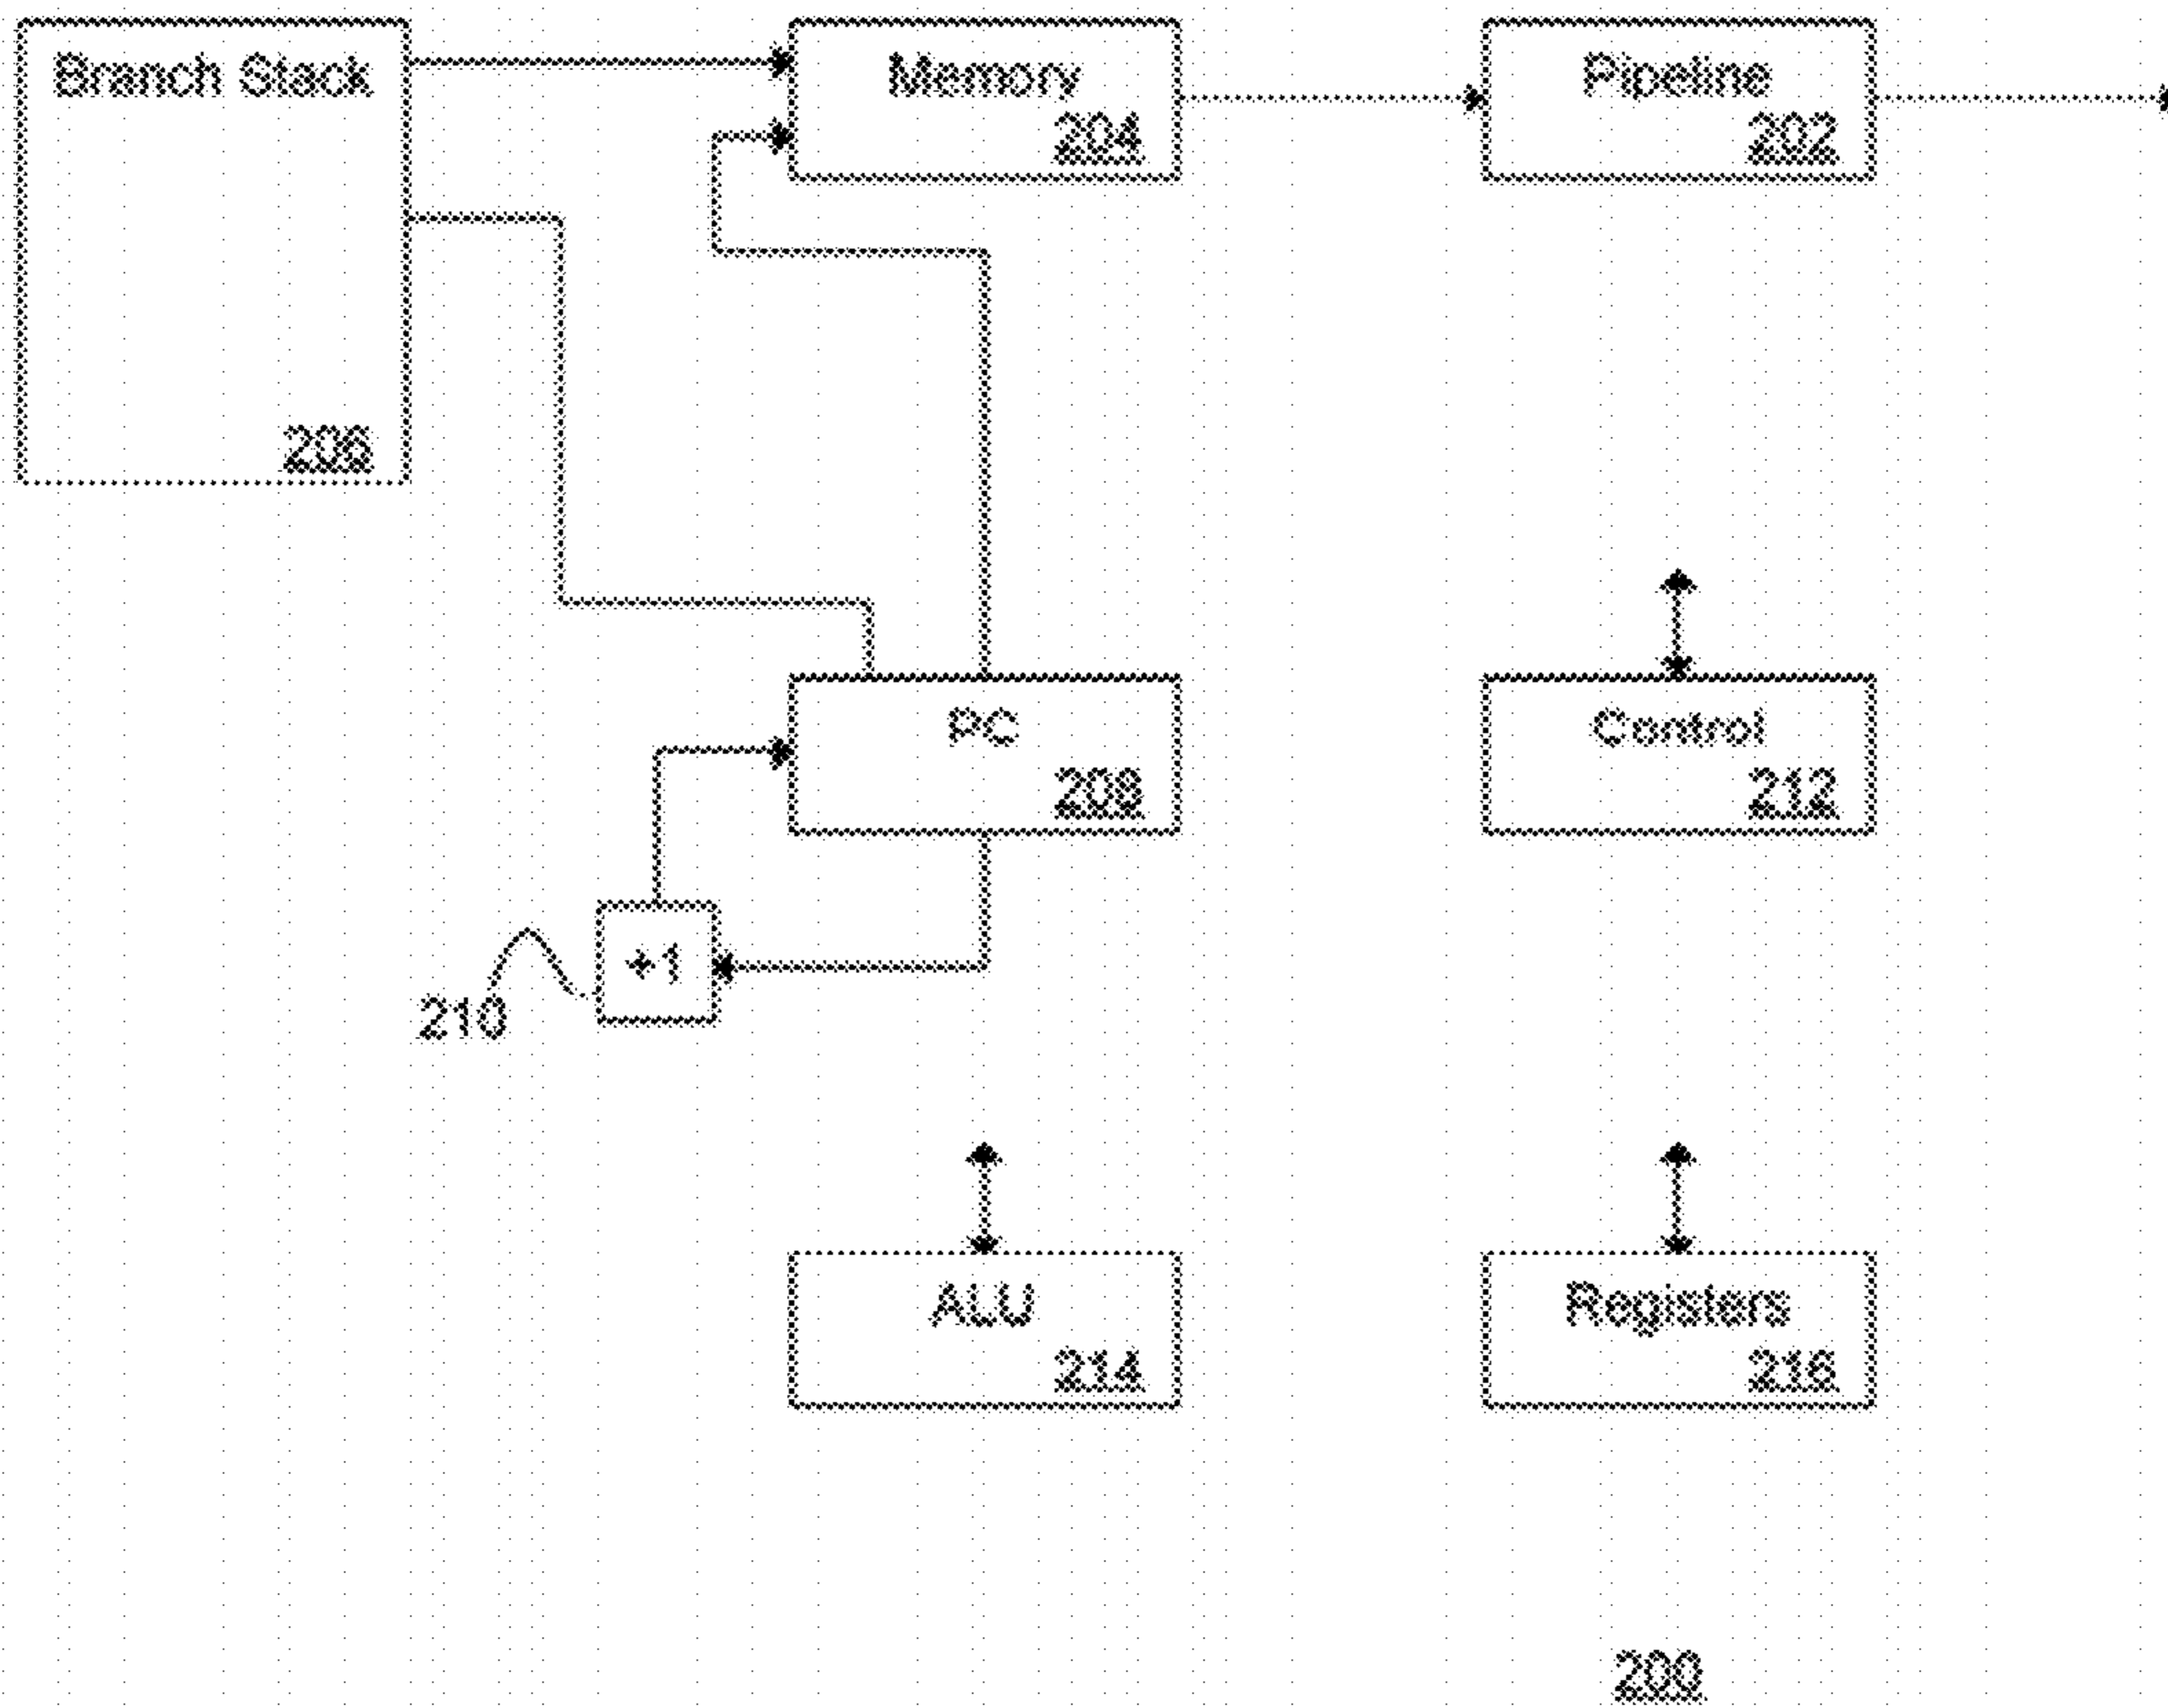 Branch Stack
206
Memory
204
Pipeline
202
PC
208
Control
212
+1
210
ALU
214
Registers
216
200